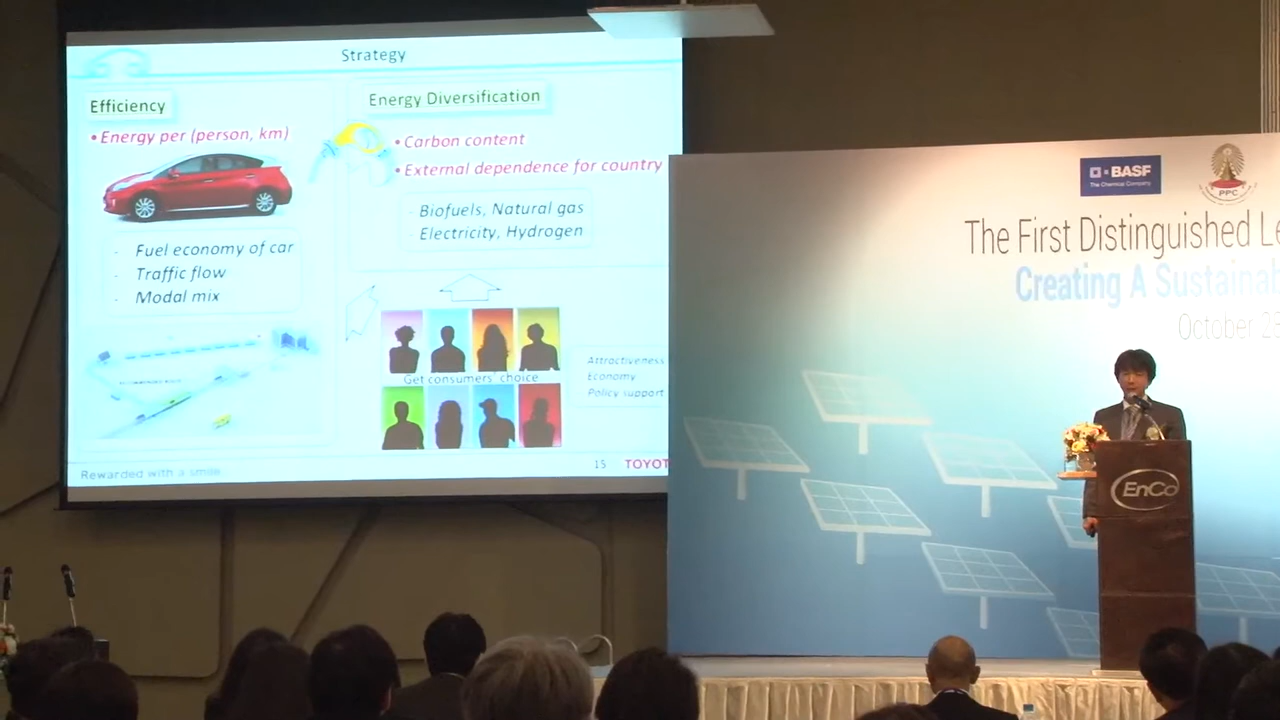 Strategy
Efficiency
• Energy per (person, km)
- Fuel economy of car
- Traffic flow
- Modal mix
Energy Diversification
• Carbon content
• External dependence for country
- Biofuels, Natural gas
- Electricity, Hydrogen
Get consumers' choice
Attractiveness
Economy
Policy support
Rewarded with a smile
15
TOYOT
BASF
The Chemical Company
PPC
The First Distinguished Le
Creating A Sustainab
October 2
EnCo